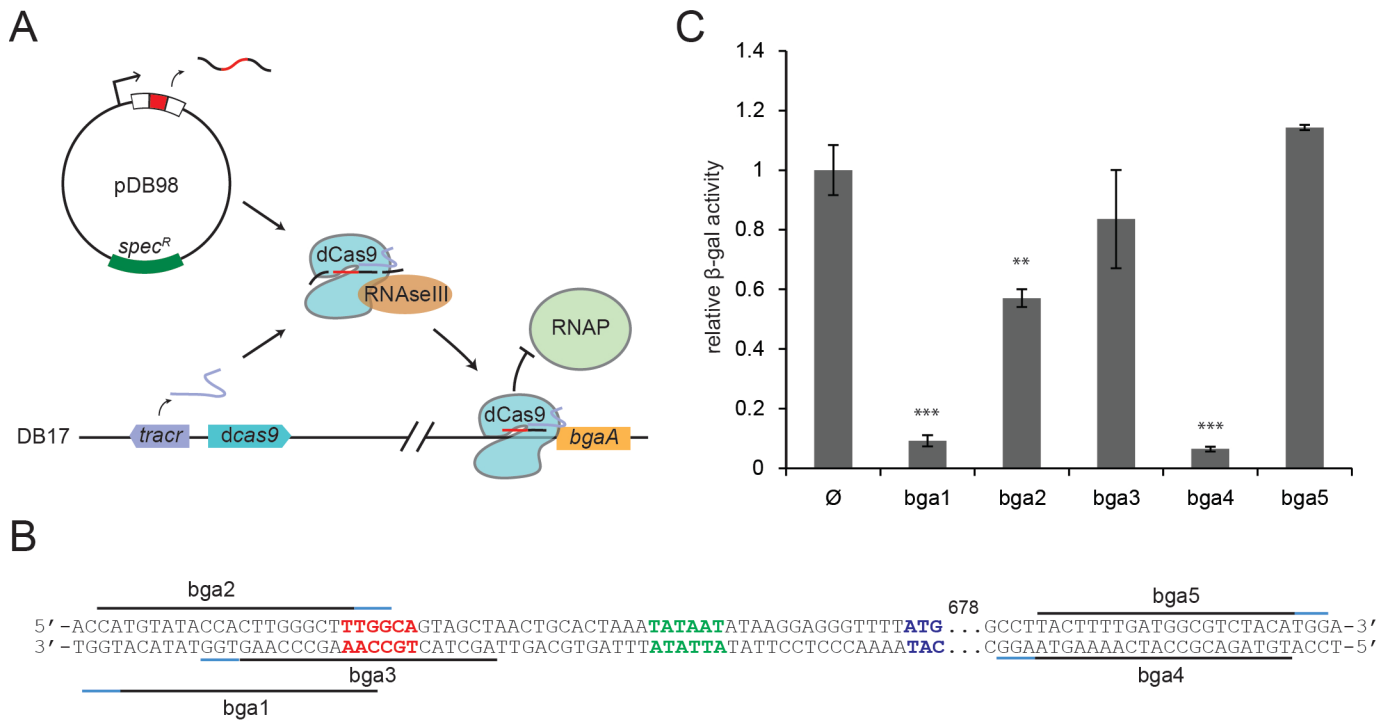 A
pDB98
spec^R
dCas9
RNAseIII
RNAP
dCas9
DB17
tracr
dcas9
bgaA
C
relative β-gal activity
1.4
1.2
1
0.8
0.6
0.4
0.2
0
**
***
***
Ø bga1 bga2 bga3 bga4 bga5
B
bga2
678
bga5
5′-ACCATGTATACCACTTGGGCTTTGGCAGTAGCTAACTGCACTAAATATAATATAAGGAGGGTTTTATG...GCCTTACTTTTGATGGCGTCTACATGGA-3′
3′-TGGTACATATGGTGAACCCGAAACCGTCATCGATTGACGTGATTTATATTATATTCCTCCCAAAATAC...CGGAATGAAAACTACCGCAGATGTACCT-5′
bga3
bga4
bga1